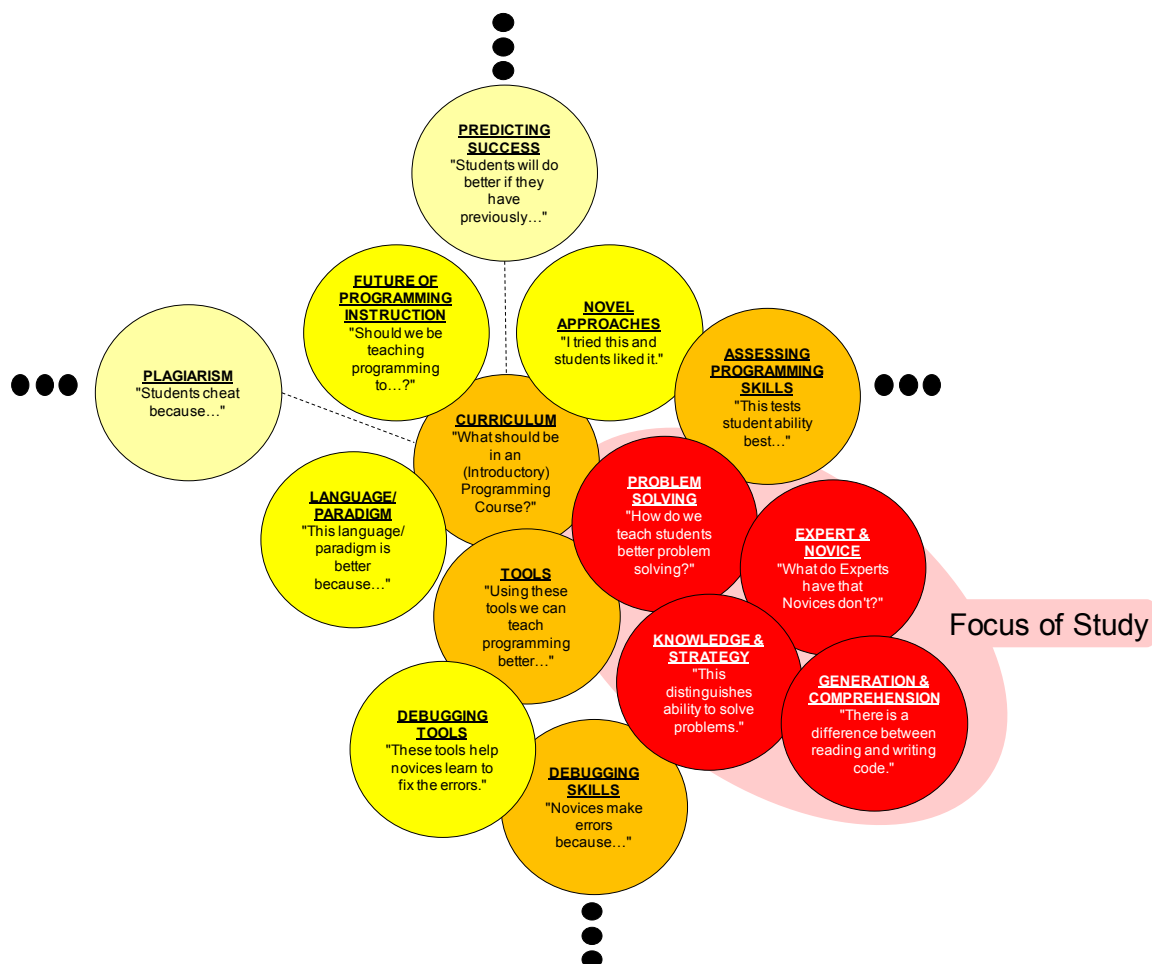 PREDICTING
SUCCESS
"Students will do
better if they
have
previously…"
FUTURE OF
PROGRAMMING
INSTRUCTION
"Should we be
teaching
programming
to…?"
NOVEL
APPROACHES
"I tried this and
students liked it."
ASSESSING
PROGRAMMING
SKILLS
"This tests
student ability
best…"
PLAGIARISM
"Students cheat
because…"
CURRICULUM
"What should be
in an
(Introductory)
Programming
Course?"
PROBLEM
SOLVING
"How do we
teach students
better problem
solving?"
LANGUAGE/
PARADIGM
"This language/
paradigm is
better
because…"
EXPERT &
NOVICE
"What do Experts
have that
Novices don't?"
TOOLS
"Using these
tools we can
teach
programming
better…"
Focus of Study
KNOWLEDGE &
STRATEGY
"This
distinguishes
ability to solve
problems."
GENERATION &
COMPREHENSION
"There is a
difference between
reading and writing
code."
DEBUGGING
TOOLS
"These tools help
novices learn to
fix the errors."
DEBUGGING
SKILLS
"Novices make
errors
because…"